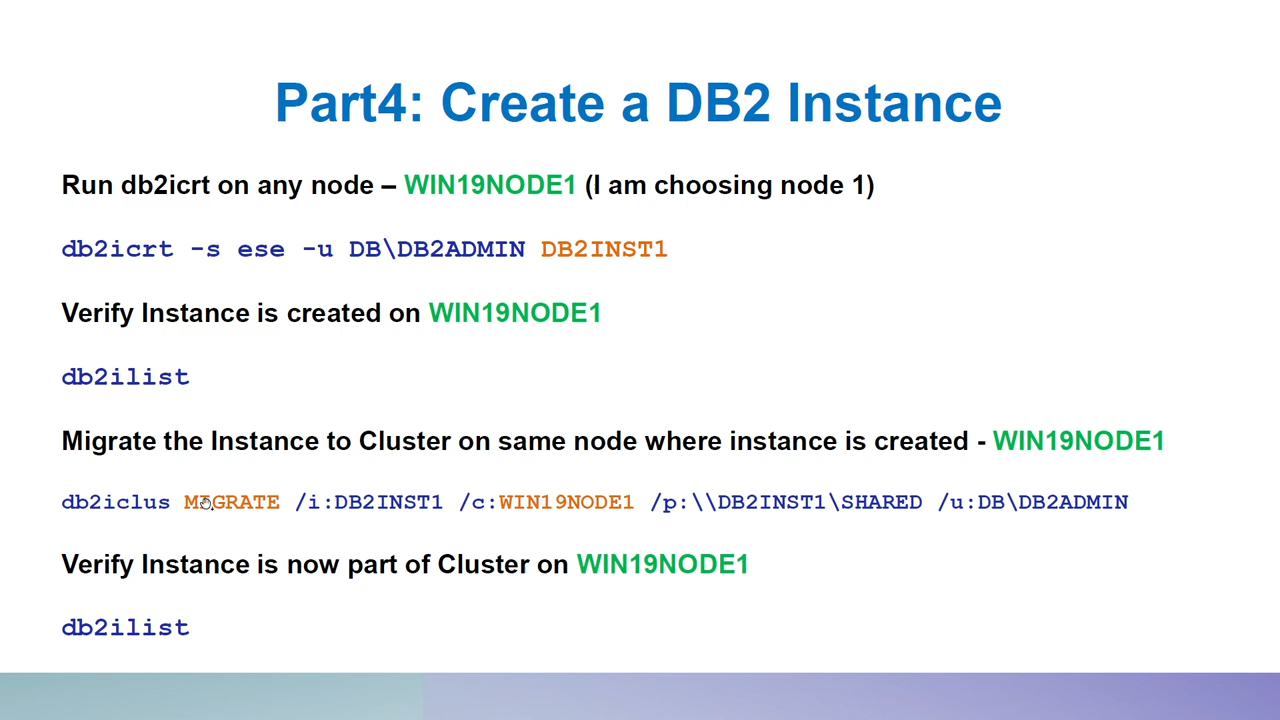 Part4: Create a DB2 Instance
Run db2icrt on any node – WIN19NODE1 (I am choosing node 1)
db2icrt -s ese -u DB\DB2ADMIN DB2INST1
Verify Instance is created on WIN19NODE1
db2ilist
Migrate the Instance to Cluster on same node where instance is created - WIN19NODE1
db2iclus MIGRATE /i:DB2INST1 /c:WIN19NODE1 /p:\\DB2INST1\SHARED /u:DB\DB2ADMIN
Verify Instance is now part of Cluster on WIN19NODE1
db2ilist